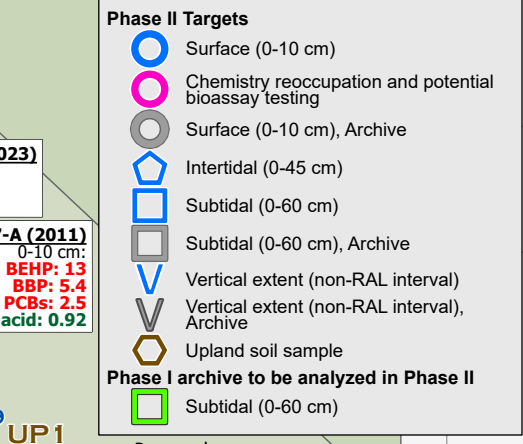 Phase II Targets
Surface (0-10 cm)
Chemistry reoccupation and potential
bioassay testing
Surface (0-10 cm), Archive
Intertidal (0-45 cm)
Subtidal (0-60 cm)
Subtidal (0-60 cm), Archive
Vertical extent (non-RAL interval)
Vertical extent (non-RAL interval),
Archive
Upland soil sample
Phase I archive to be analyzed in Phase II
Subtidal (0-60 cm)
023)
7-A (2011)
0-10 cm:
BEHP: 13
BBP: 5.4
PCBs: 2.5
acid: 0.92
UP1